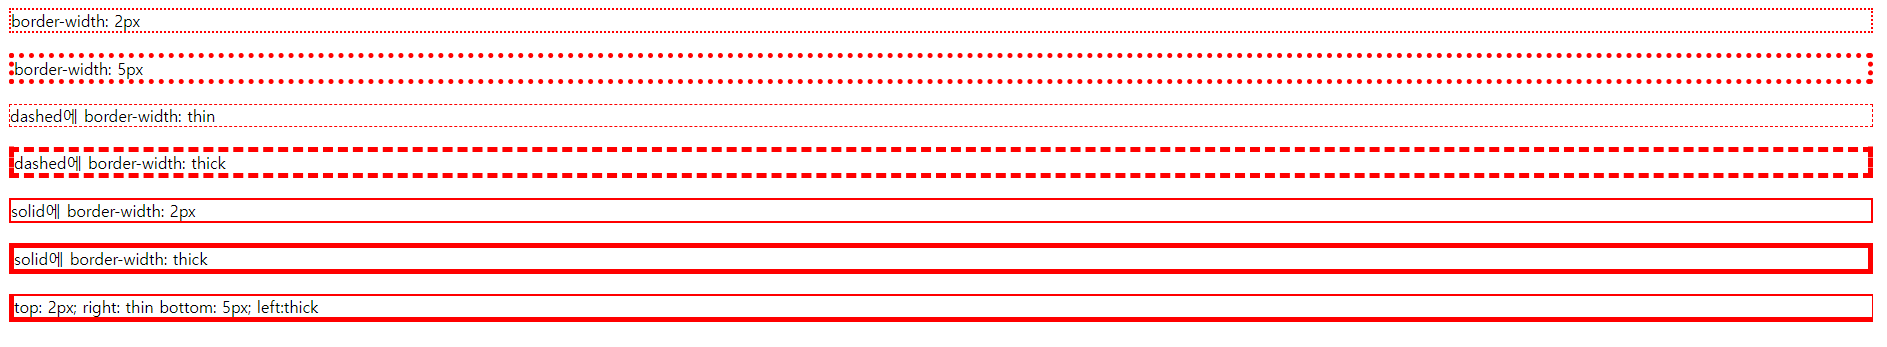 border-width: 2px
border-width: 5px
dashed에 border-width: thin
dashed에 border-width: thick
solid에 border-width: 2px
solid에 border-width: thick
top: 2px; right: thin bottom: 5px; left:thick